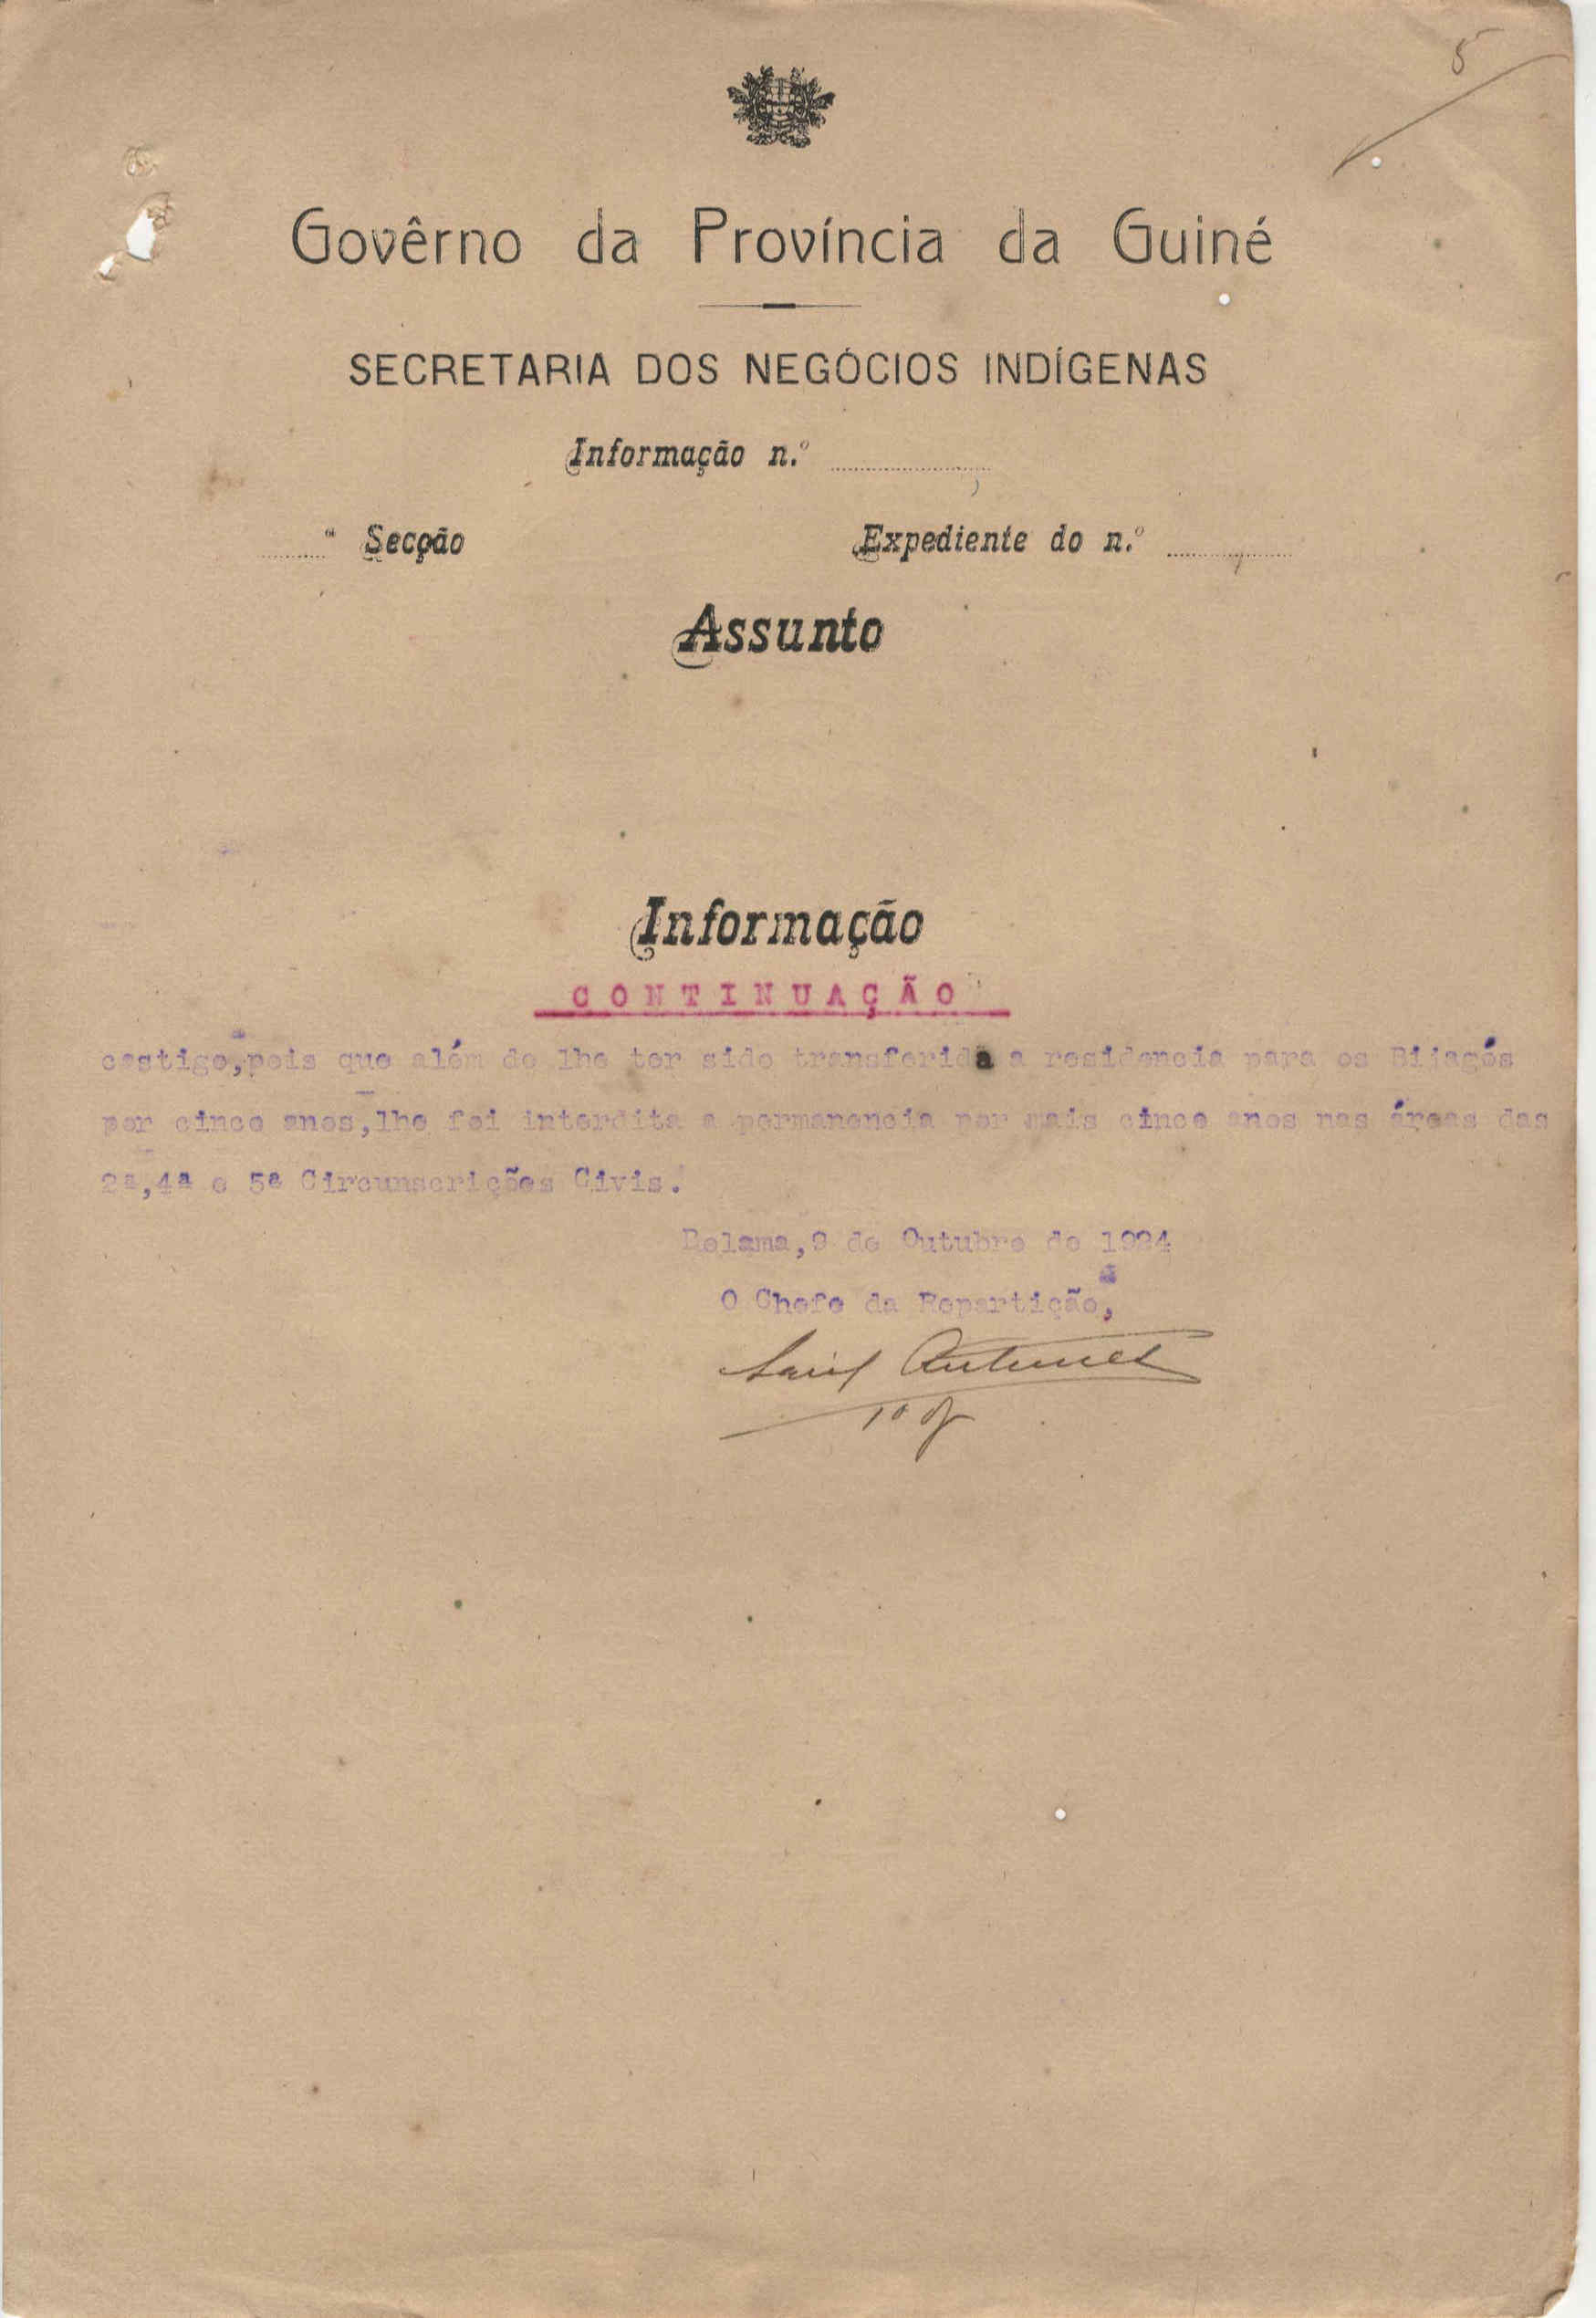 5
Govêrno da Província da Guiné
SECRETARIA DOS NEGÓCIOS INDÍGENAS
Informação n.º
ª Secção Expediente do n.º
Assunto
Informação
CONTINUAÇÃO
castigo, pois que além de lhe ter sido transferida a residencia para os Bijagós
por cinco anos, lhe foi interdita a permanencia por mais cinco anos nas áreas das
2ª, 4ª e 5ª Circunscrições Civis.
Bolama, 9 de Outubro de 1924
O Chefe da Repartição,
Antunes